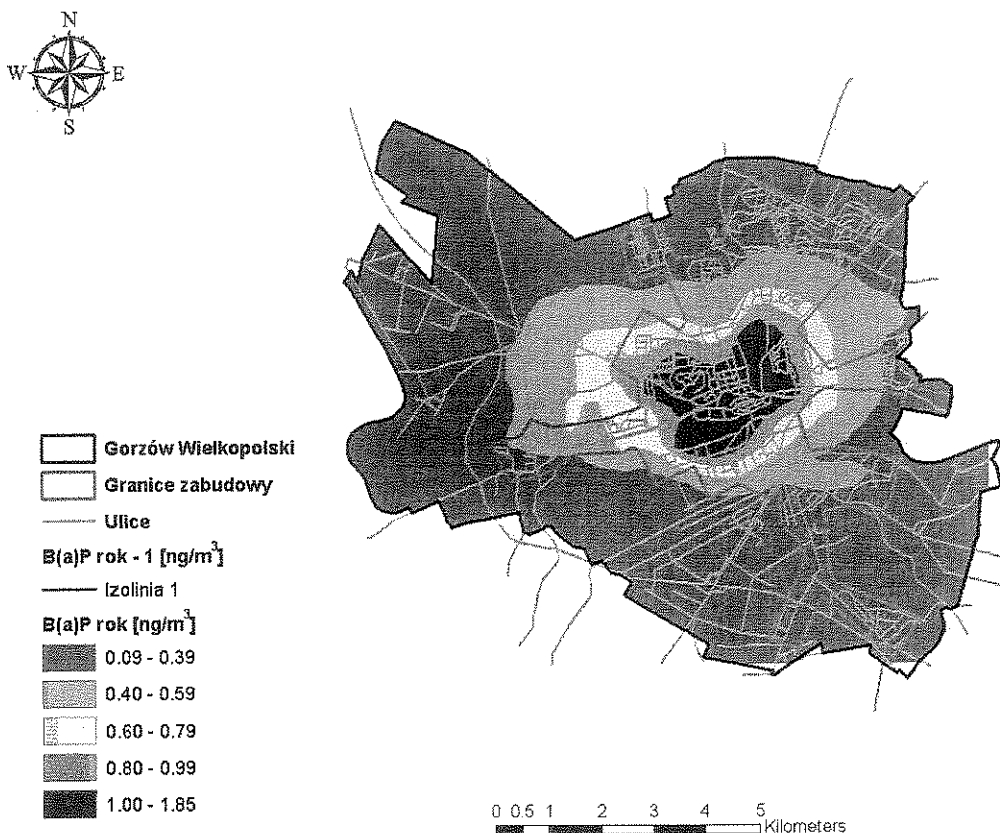 N
W E
S
Gorzów Wielkopolski
Granice zabudowy
Ulice
B(a)P rok - 1 [ng/m³]
Izolinia 1
B(a)P rok [ng/m³]
0.09 - 0.39
0.40 - 0.59
0.60 - 0.79
0.80 - 0.99
1.00 - 1.85
0 0.5 1 2 3 4 5
Kilometers